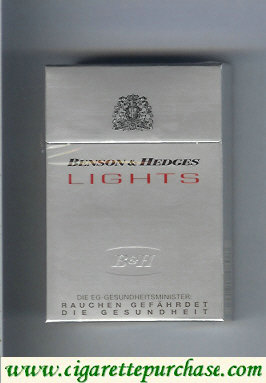 BENSON & HEDGES
LIGHTS
B&H
DIE EG-GESUNDHEITSMINISTER:
RAUCHEN GEFÄHRDET
DIE GESUNDHEIT
www.cigarettepurchase.com